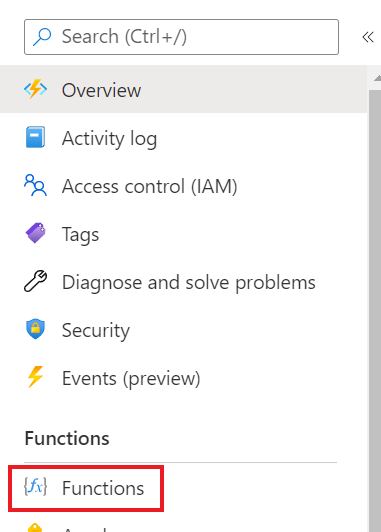 Search (Ctrl+/)
Overview
Activity log
Access control (IAM)
Tags
Diagnose and solve problems
Security
Events (preview)
Functions
Functions